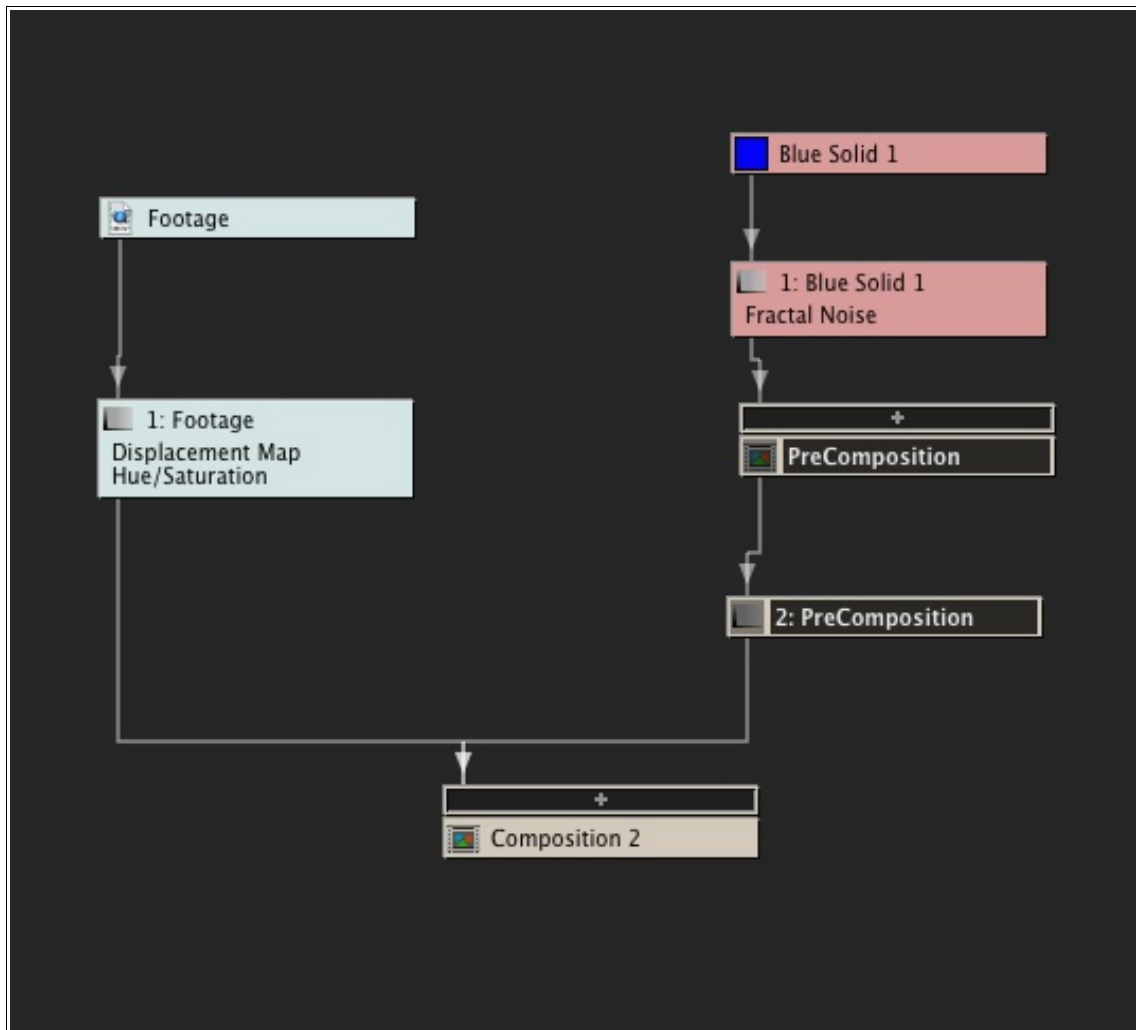 Blue Solid 1
Footage
1: Blue Solid 1
Fractal Noise
1: Footage
Displacement Map
Hue/Saturation
+
PreComposition
2: PreComposition
+
Composition 2